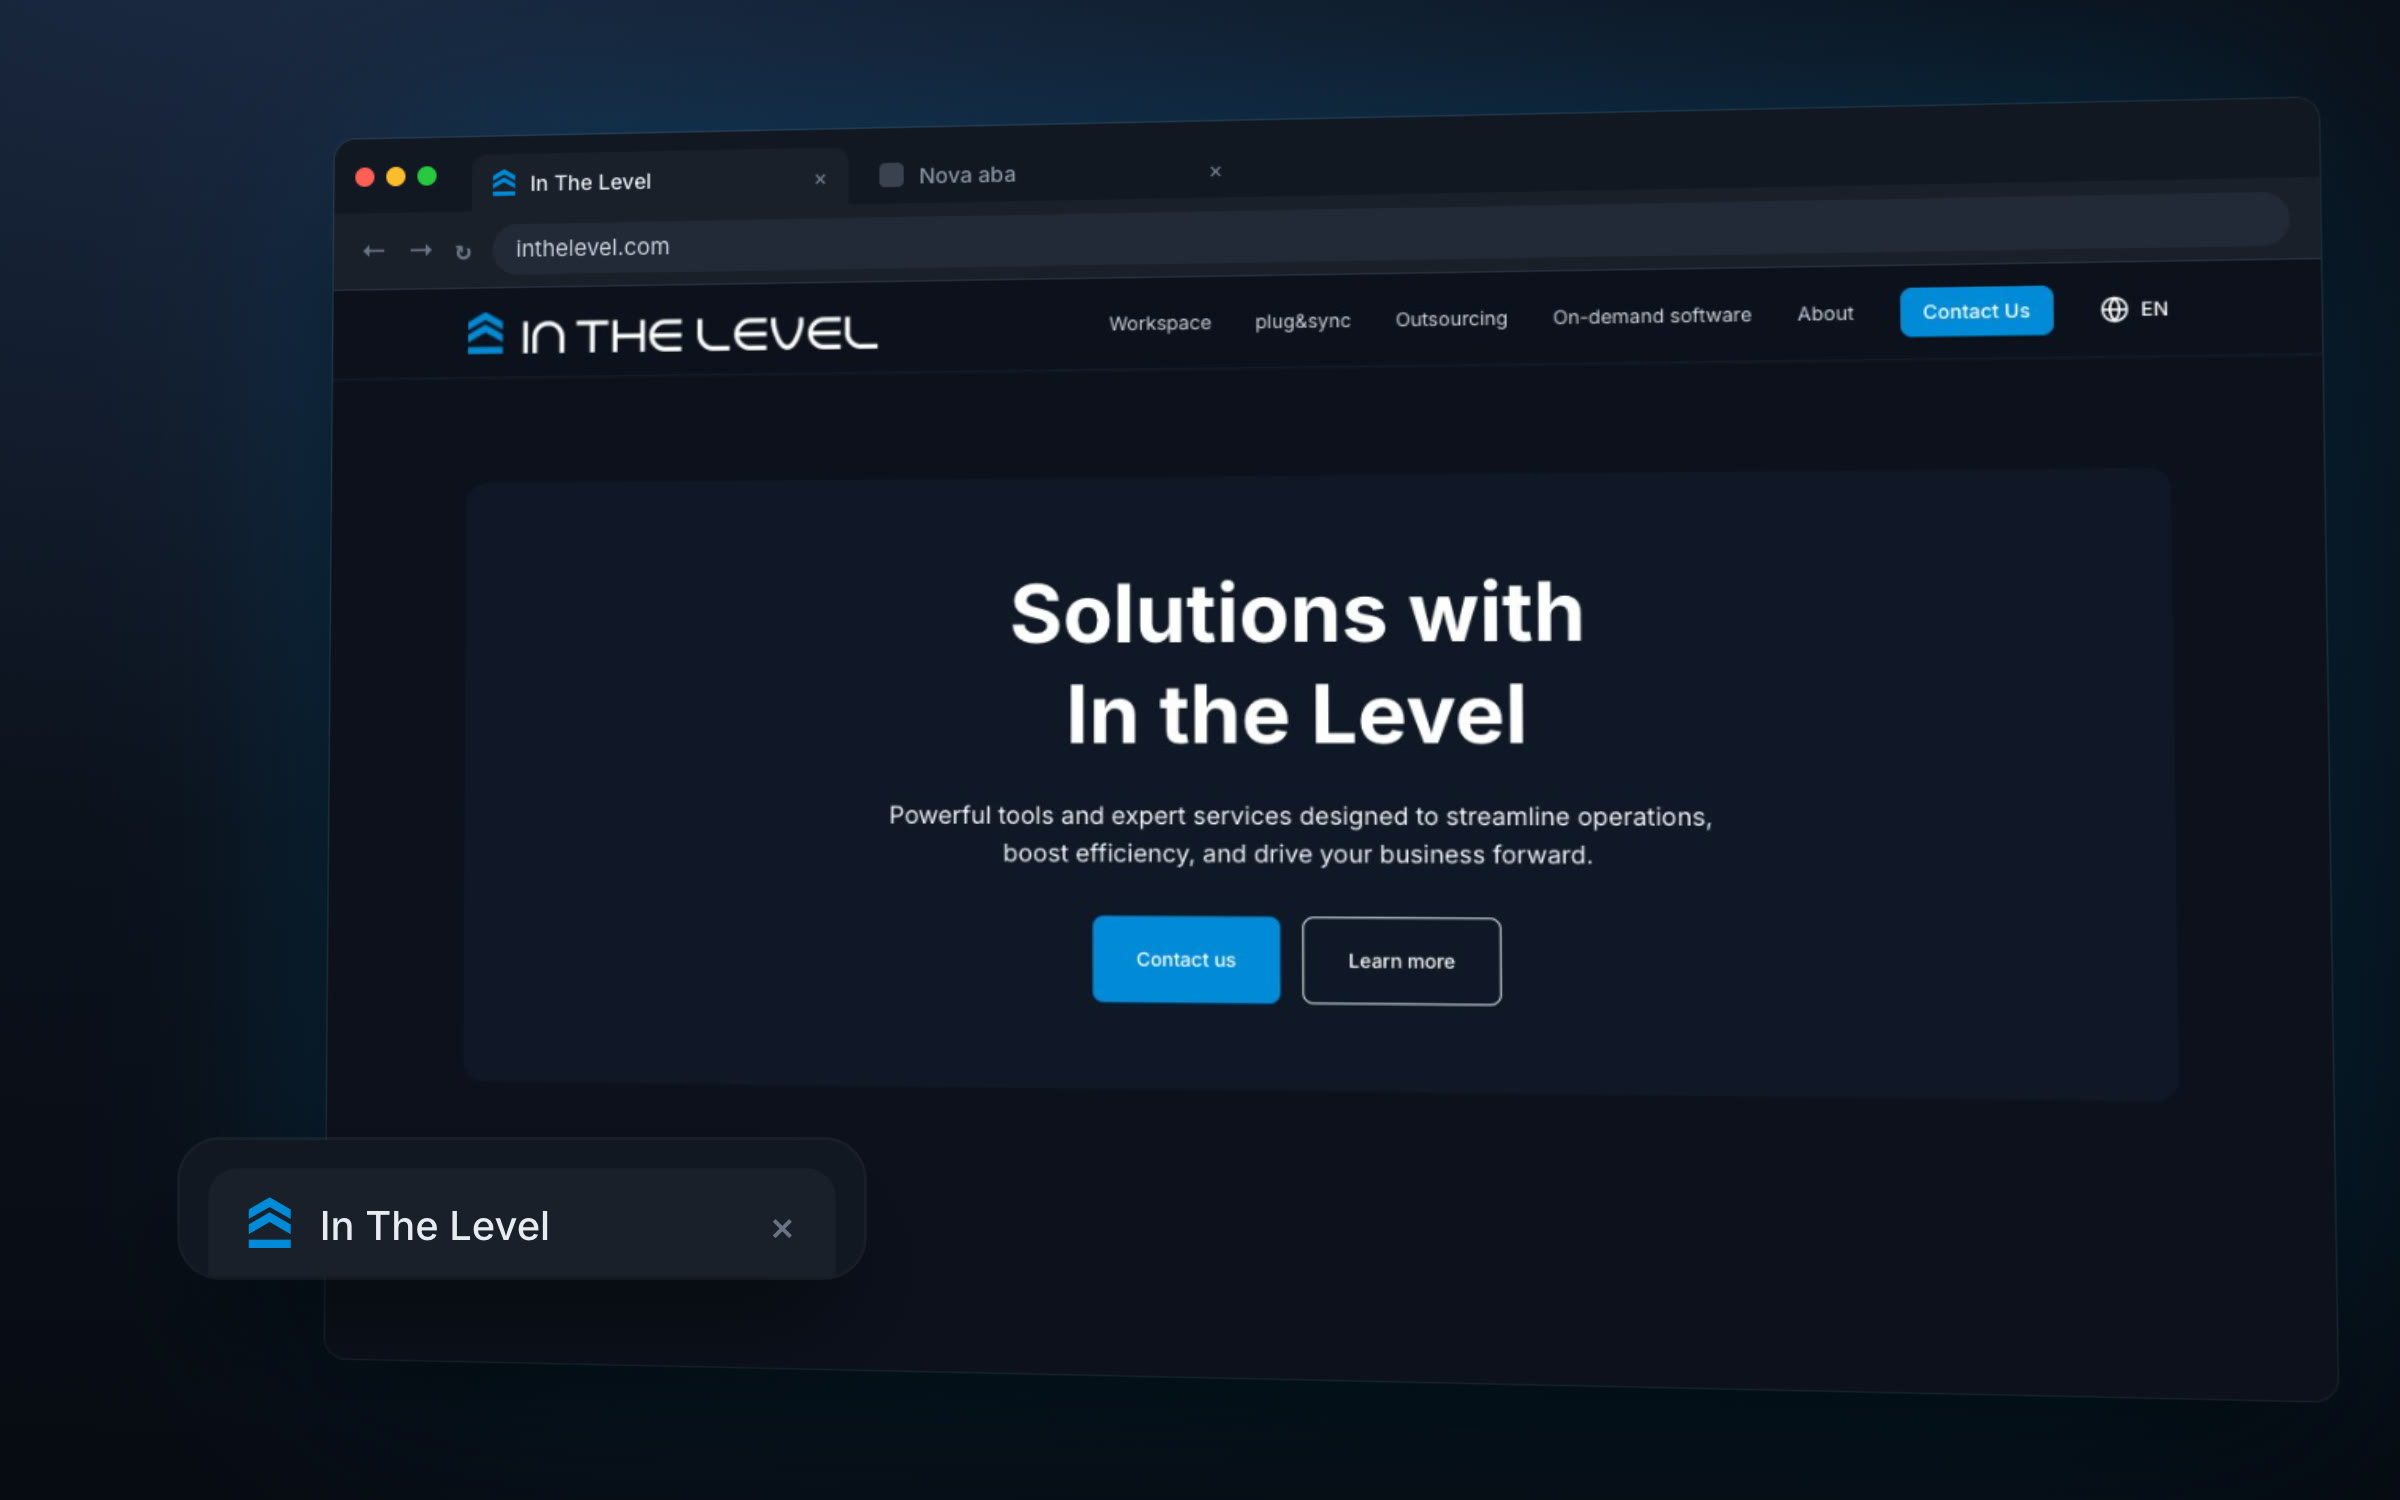 In The Level × Nova aba ×
inthelevel.com
IN THE LEVEL Workspace plug&sync Outsourcing On-demand software About Contact Us EN
Solutions with
In the Level
Powerful tools and expert services designed to streamline operations,
boost efficiency, and drive your business forward.
Contact us Learn more
In The Level ×